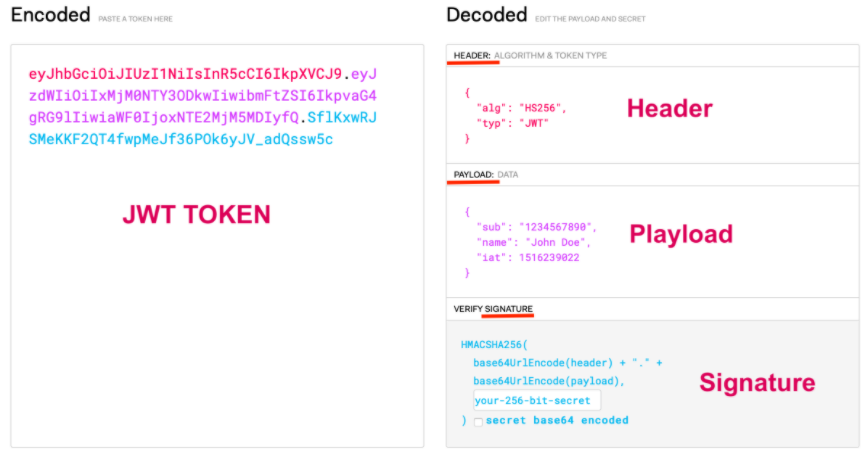 Encoded PASTE A TOKEN HERE
eyJhbGciOiJIUzI1NiIsInR5cCI6IkpXVCJ9.eyJ
zdWIiOiIxMjM0NTY3ODkwIiwibmFtZSI6IkpvaG4
gRG9lIiwiaWF0IjoxNTE2MjM5MDIyfQ.SflKxwRJ
SMeKKF2QT4fwpMeJf36POk6yJV_adQssw5c
JWT TOKEN
Decoded EDIT THE PAYLOAD AND SECRET
HEADER: ALGORITHM & TOKEN TYPE
{
"alg": "HS256",
"typ": "JWT"
}
Header
PAYLOAD: DATA
{
"sub": "1234567890",
"name": "John Doe",
"iat": 1516239022
}
Playload
VERIFY SIGNATURE
HMACSHA256(
base64UrlEncode(header) + "." +
base64UrlEncode(payload),
your-256-bit-secret
) secret base64 encoded
Signature